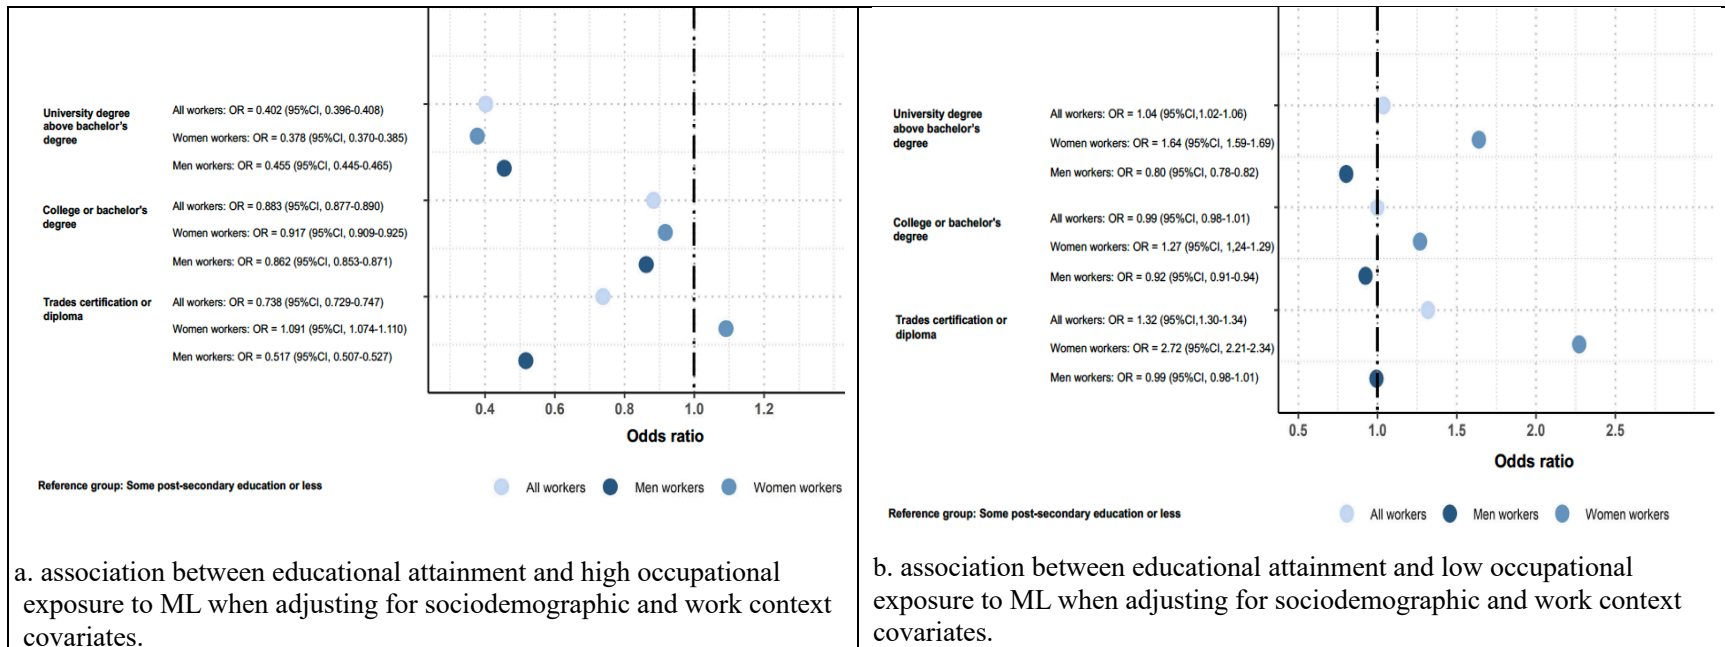 University degree
above bachelor's
degree
All workers: OR = 0.402 (95%CI, 0.396-0.408)
Women workers: OR = 0.378 (95%CI, 0.370-0.385)
Men workers: OR = 0.455 (95%CI, 0.445-0.465)
College or bachelor's
degree
All workers: OR = 0.883 (95%CI, 0.877-0.890)
Women workers: OR = 0.917 (95%CI, 0.909-0.925)
Men workers: OR = 0.862 (95%CI, 0.853-0.871)
Trades certification or
diploma
All workers: OR = 0.738 (95%CI, 0.729-0.747)
Women workers: OR = 1.091 (95%CI, 1.074-1.110)
Men workers: OR = 0.517 (95%CI, 0.507-0.527)
0.4 0.6 0.8 1.0 1.2
Odds ratio
Reference group: Some post-secondary education or less
All workers Men workers Women workers
a. association between educational attainment and high occupational
exposure to ML when adjusting for sociodemographic and work context
covariates.
University degree
above bachelor's
degree
All workers: OR = 1.04 (95%CI,1.02-1.06)
Women workers: OR = 1.64 (95%CI, 1.59-1.69)
Men workers: OR = 0.80 (95%CI, 0.78-0.82)
College or bachelor's
degree
All workers: OR = 0.99 (95%CI, 0.98-1.01)
Women workers: OR = 1.27 (95%CI, 1,24-1.29)
Men workers: OR = 0.92 (95%CI, 0.91-0.94)
Trades certification or
diploma
All workers: OR = 1.32 (95%CI,1.30-1.34)
Women workers: OR = 2.72 (95%CI, 2.21-2.34)
Men workers: OR = 0.99 (95%CI, 0.98-1.01)
0.5 1.0 1.5 2.0 2.5
Odds ratio
Reference group: Some post-secondary education or less
All workers Men workers Women workers
b. association between educational attainment and low occupational
exposure to ML when adjusting for sociodemographic and work context
covariates.